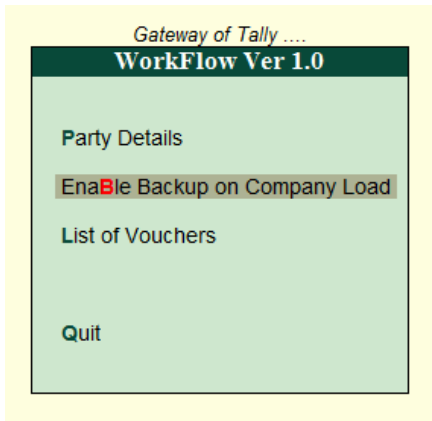 Gateway of Tally ....
WorkFlow Ver 1.0
Party Details
EnaBle Backup on Company Load
List of Vouchers
Quit